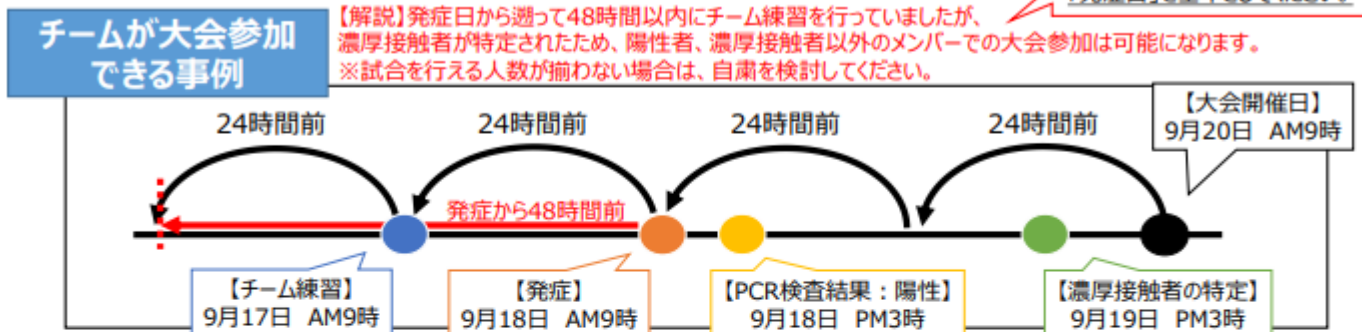 チームが大会参加
できる事例
【解説】発症日から遡って48時間以内にチーム練習を行っていましたが、
濃厚接触者が特定されたため、陽性者、濃厚接触者以外のメンバーでの大会参加は可能になります。
※試合を行える人数が揃わない場合は、自粛を検討してください。
【大会開催日】
9月20日 AM9時
24時間前
24時間前
24時間前
24時間前
発症から48時間前
【チーム練習】
9月17日 AM9時
【発症】
9月18日 AM9時
【PCR検査結果：陽性】
9月18日 PM3時
【濃厚接触者の特定】
9月19日 PM3時